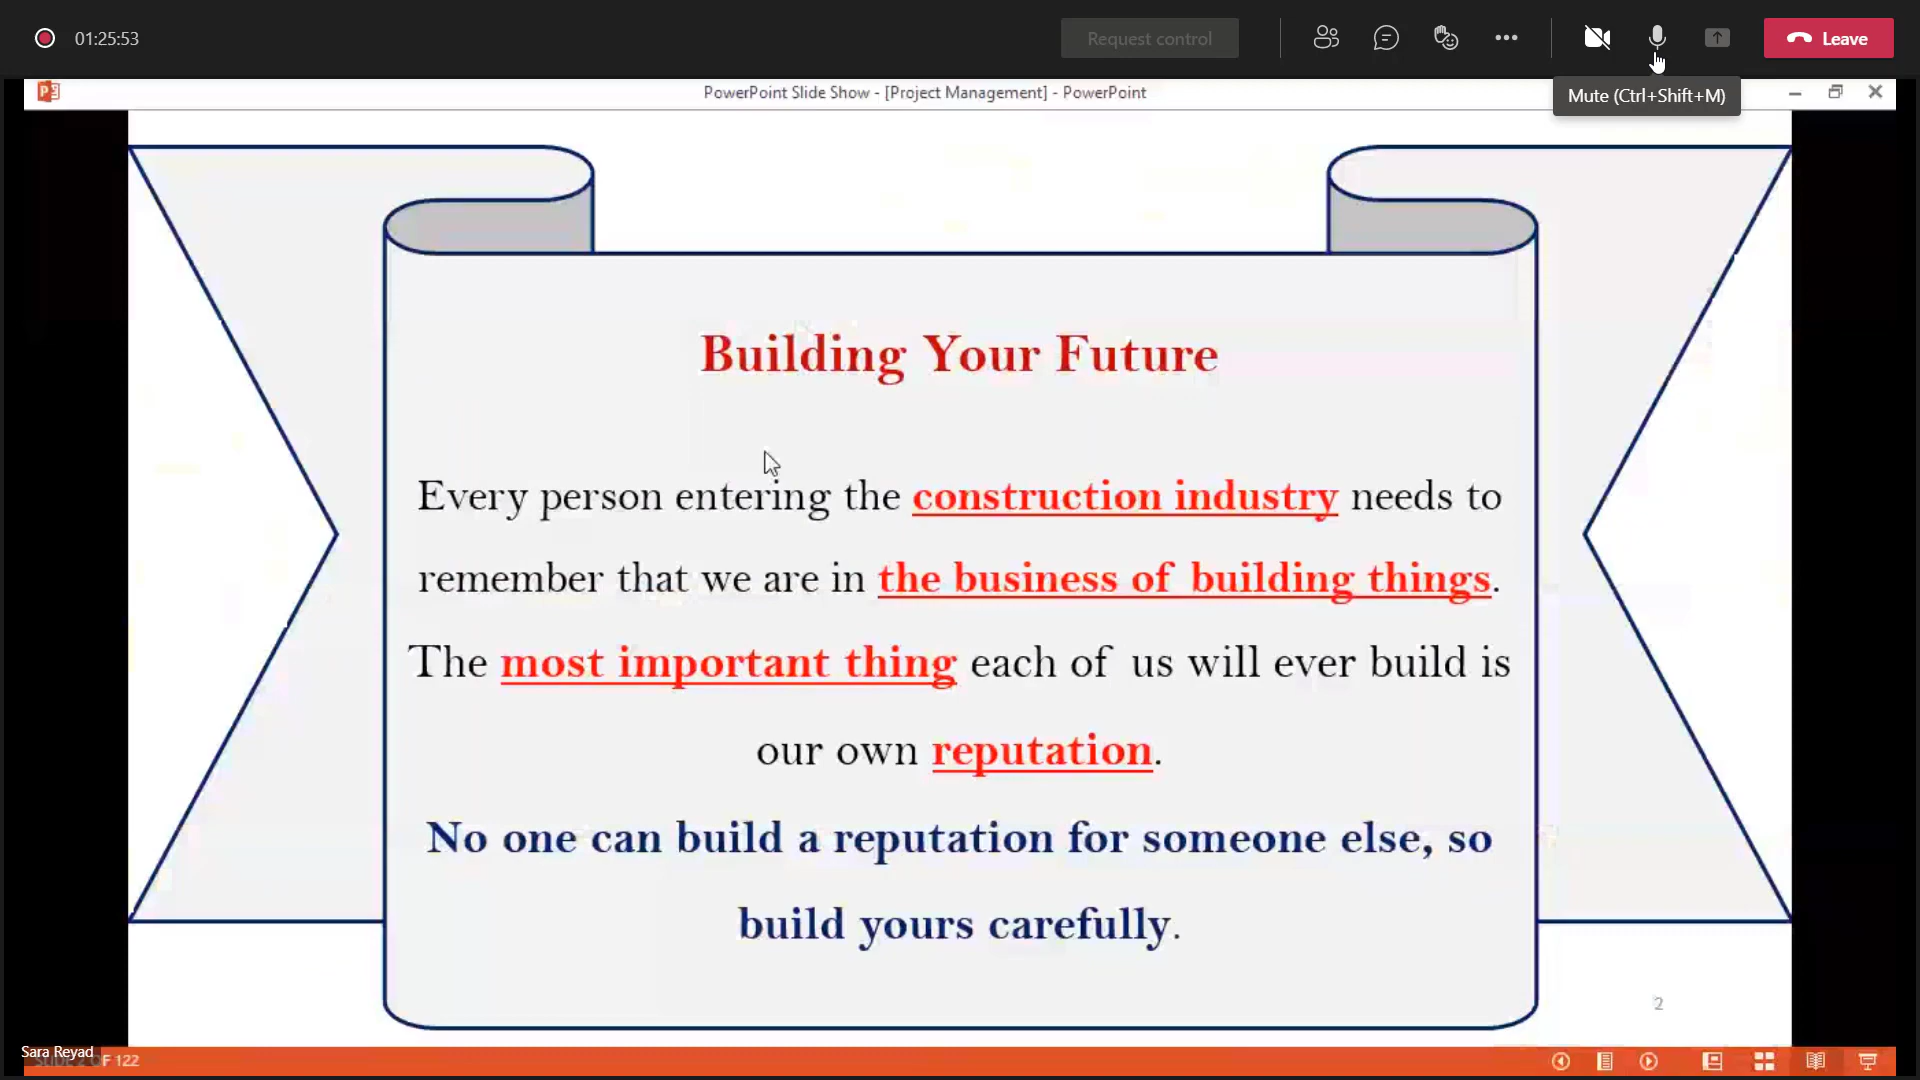 01:25:53
Request control
Leave
PowerPoint Slide Show - [Project Management] - PowerPoint
Mute (Ctrl+Shift+M)
Building Your Future
Every person entering the construction industry needs to
remember that we are in the business of building things.
The most important thing each of us will ever build is
our own reputation.
No one can build a reputation for someone else, so
build yours carefully.
2
Sara Reyad
SLIDE 2 OF 122